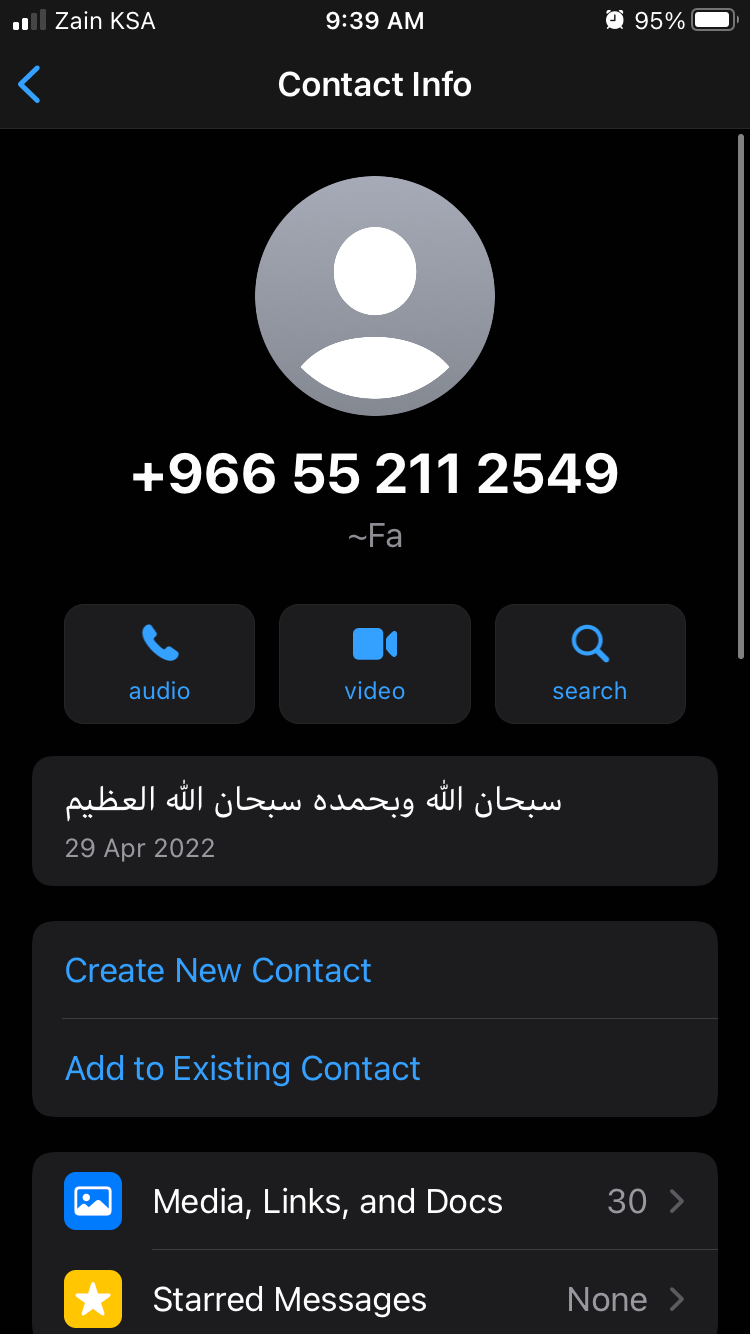 Zain KSA 9:39 AM 95%
Contact Info
+966 55 211 2549
~Fa
audio video search
سبحان الله وبحمده سبحان الله العظيم
29 Apr 2022
Create New Contact
Add to Existing Contact
Media, Links, and Docs 30
Starred Messages None